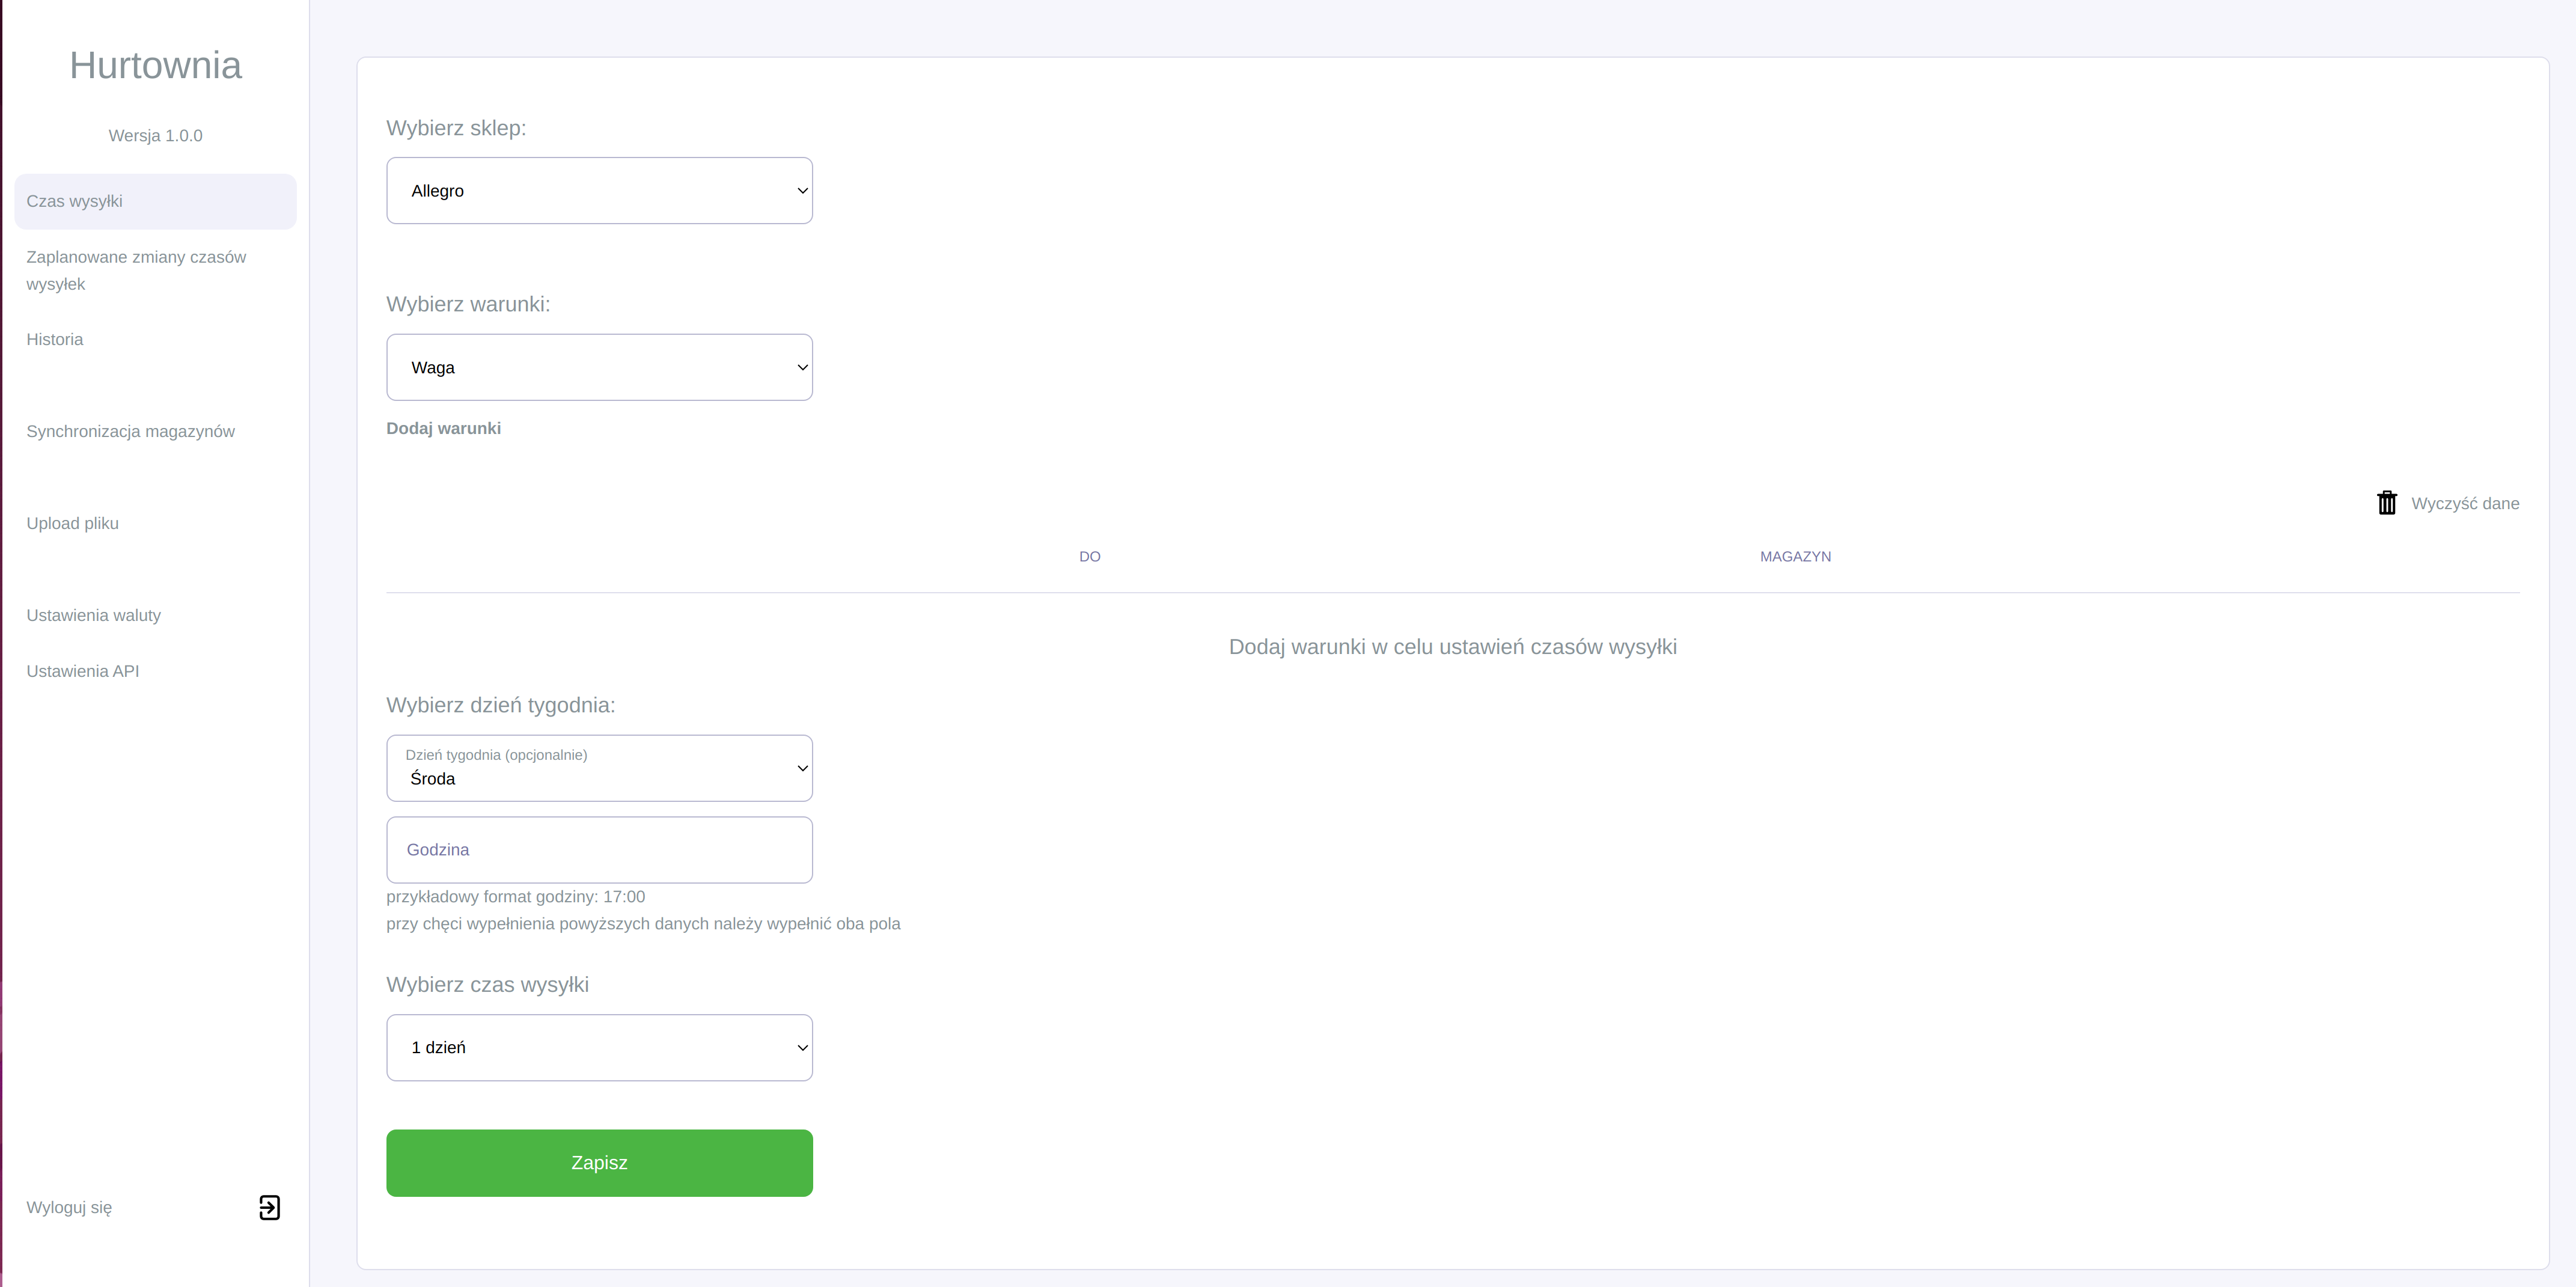 Hurtownia
Wersja 1.0.0
Czas wysyłki
Zaplanowane zmiany czasów
wysyłek
Historia
Synchronizacja magazynów
Upload pliku
Ustawienia waluty
Ustawienia API
Wyloguj się
Wybierz sklep:
Allegro
Wybierz warunki:
Waga
Dodaj warunki
Wyczyść dane
DO
MAGAZYN
Dodaj warunki w celu ustawień czasów wysyłki
Wybierz dzień tygodnia:
Dzień tygodnia (opcjonalnie)
Środa
Godzina
przykładowy format godziny: 17:00
przy chęci wypełnienia powyższych danych należy wypełnić oba pola
Wybierz czas wysyłki
1 dzień
Zapisz